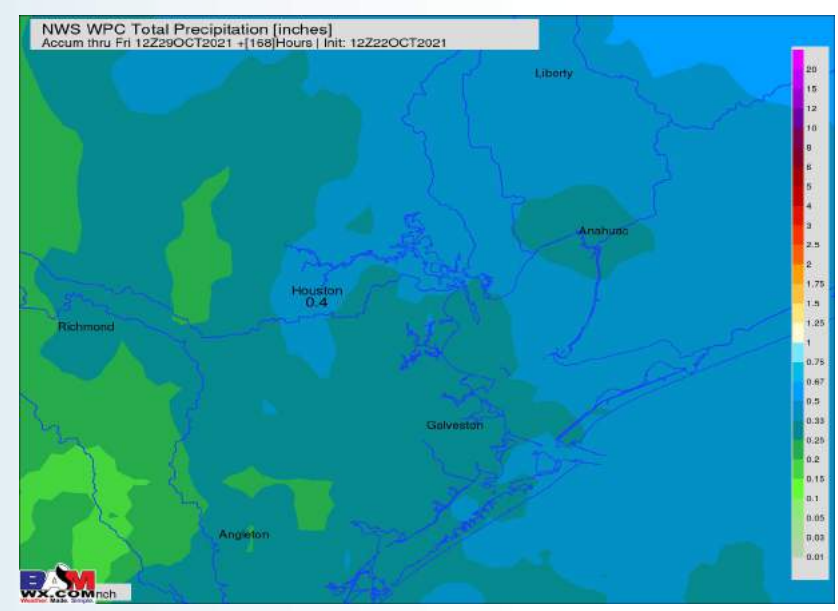 NWS WPC Total Precipitation [inches]
Accum thru Fri 12Z29OCT2021 +[168]Hours | Init: 12Z22OCT2021
Liberty
Anahuac
Houston
0.4
Richmond
Galveston
Angleton
20
15
12
10
8
6
5
4
3
2.5
2
1.75
1.5
1.25
1
0.75
0.67
0.5
0.33
0.25
0.2
0.15
0.1
0.05
0.03
0.01
BAM
WX.COM
nch
Weather Made Simple